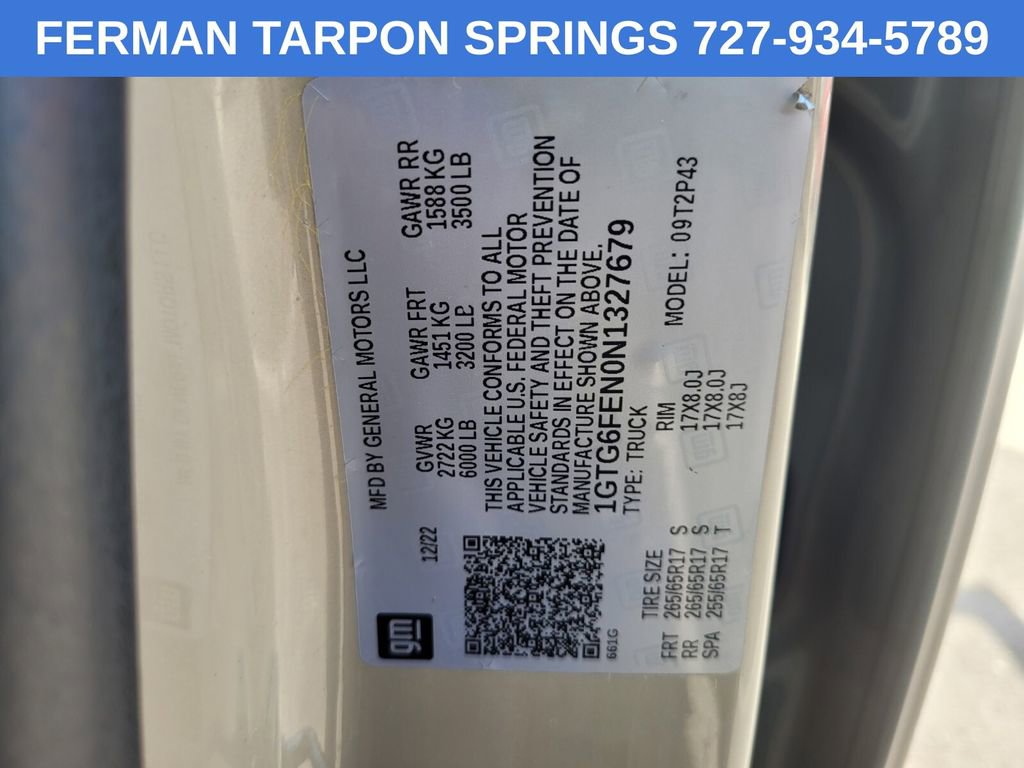 FERMAN TARPON SPRINGS 727-934-5789
MFD BY GENERAL MOTORS LLC
12/22
GVWR GAWR FRT GAWR RR
2722 KG 1451 KG 1588 KG
6000 LB 3200 LB 3500 LB
THIS VEHICLE CONFORMS TO ALL
APPLICABLE U.S. FEDERAL MOTOR
VEHICLE SAFETY AND THEFT PREVENTION
STANDARDS IN EFFECT ON THE DATE OF
MANUFACTURE SHOWN ABOVE.
1GTG6FEN0N1327679
TYPE: TRUCK
gm
661G
MODEL: 09T2P43
TIRE SIZE RIM
FRT 265/65R17 S 17X8.0J
RR 265/65R17 S 17X8.0J
SPA 255/65R17 T 17X8J